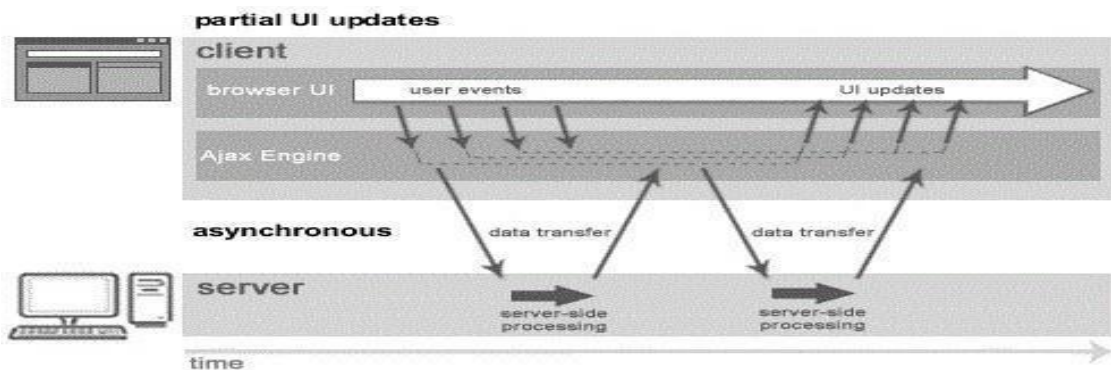 partial UI updates
client
browser UI
user events
UI updates
Ajax Engine
asynchronous
data transfer
data transfer
server
server-side
processing
server-side
processing
time